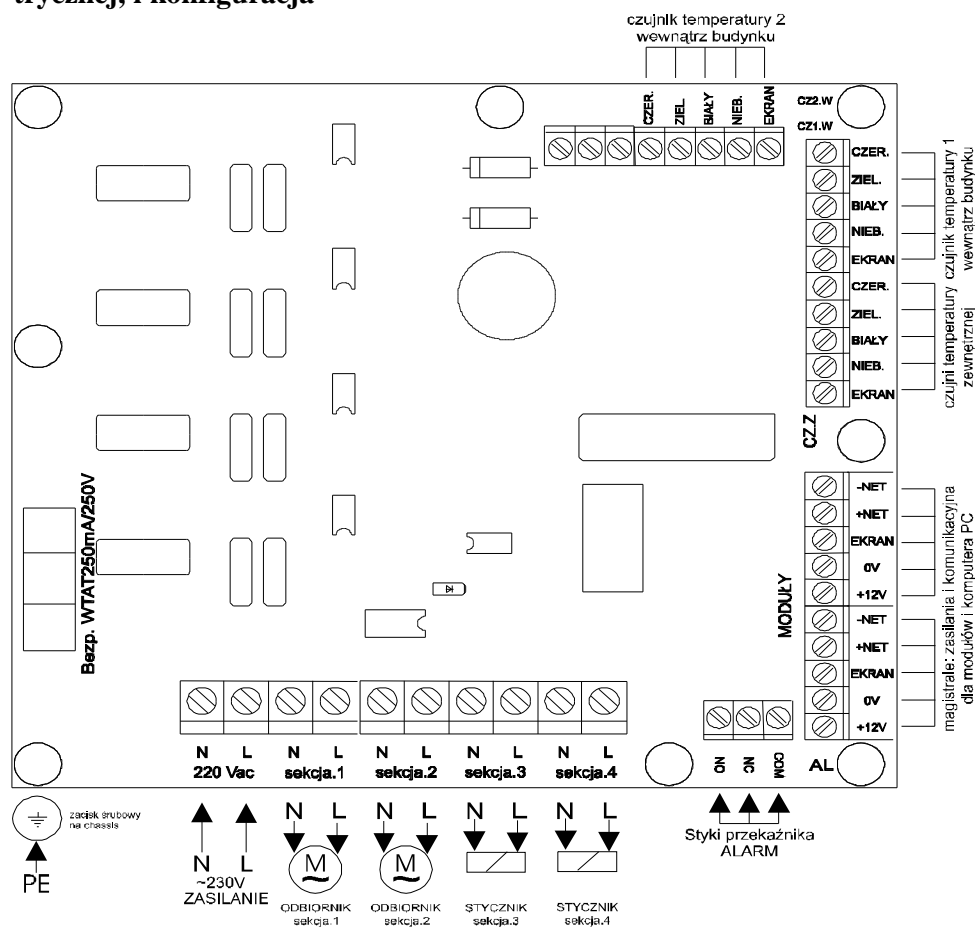 trycznej, i konfiguracja
czujnik temperatury 2
wewnątrz budynku
CZER.
ZIEL.
BIAŁY
NIEB.
EKRAN
CZ2.W
CZ1.W
CZER.
ZIEL.
BIAŁY
NIEB.
EKRAN
CZER.
ZIEL.
BIAŁY
NIEB.
EKRAN
czujnik temperatury 1
wewnątrz budynku
czujni temperatury
zewnętrznej
CZ.Z
-NET
+NET
EKRAN
0V
+12V
-NET
+NET
EKRAN
0V
+12V
MODUŁY
magistrale: zasilania i komunikacyjna
dla modułów i komputera PC
Bezp. WTAT250mA/250V
N L N L N L N L N L
220 Vac sekcja.1 sekcja.2 sekcja.3 sekcja.4
NO NC COM AL
zacisk śrubowy
na chassis
PE
N L N L N L N L
M M
~ ~
N L
~230V
ZASILANIE
ODBIORNIK
sekcja.1
ODBIORNIK
sekcja.2
STYCZNIK
sekcja.3
STYCZNIK
sekcja.4
Styki przekaźnika
ALARM